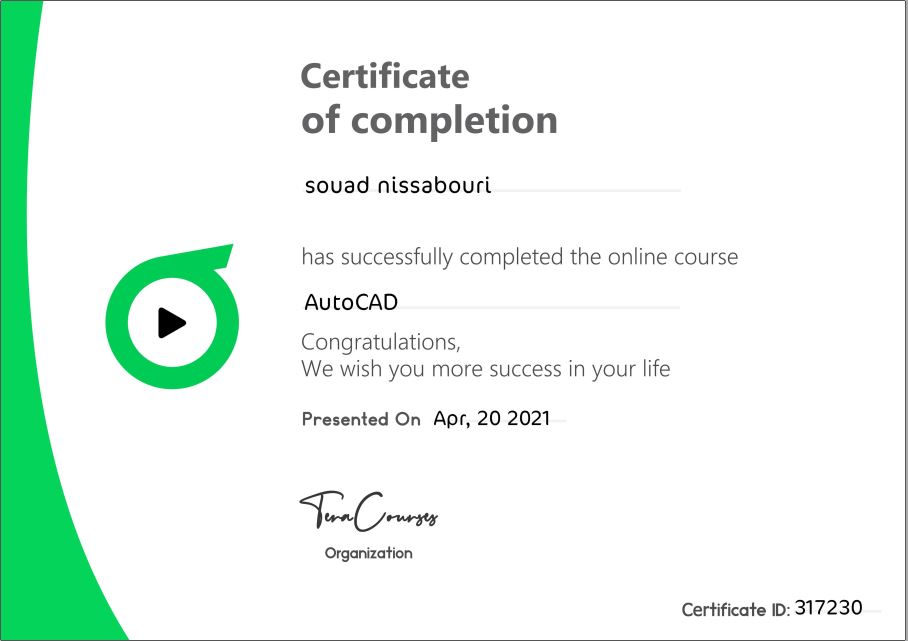 Certificate
of completion
souad nissabouri
has successfully completed the online course
AutoCAD
Congratulations,
We wish you more success in your life
Presented On Apr, 20 2021
TeraCourses
Organization
Certificate ID: 317230